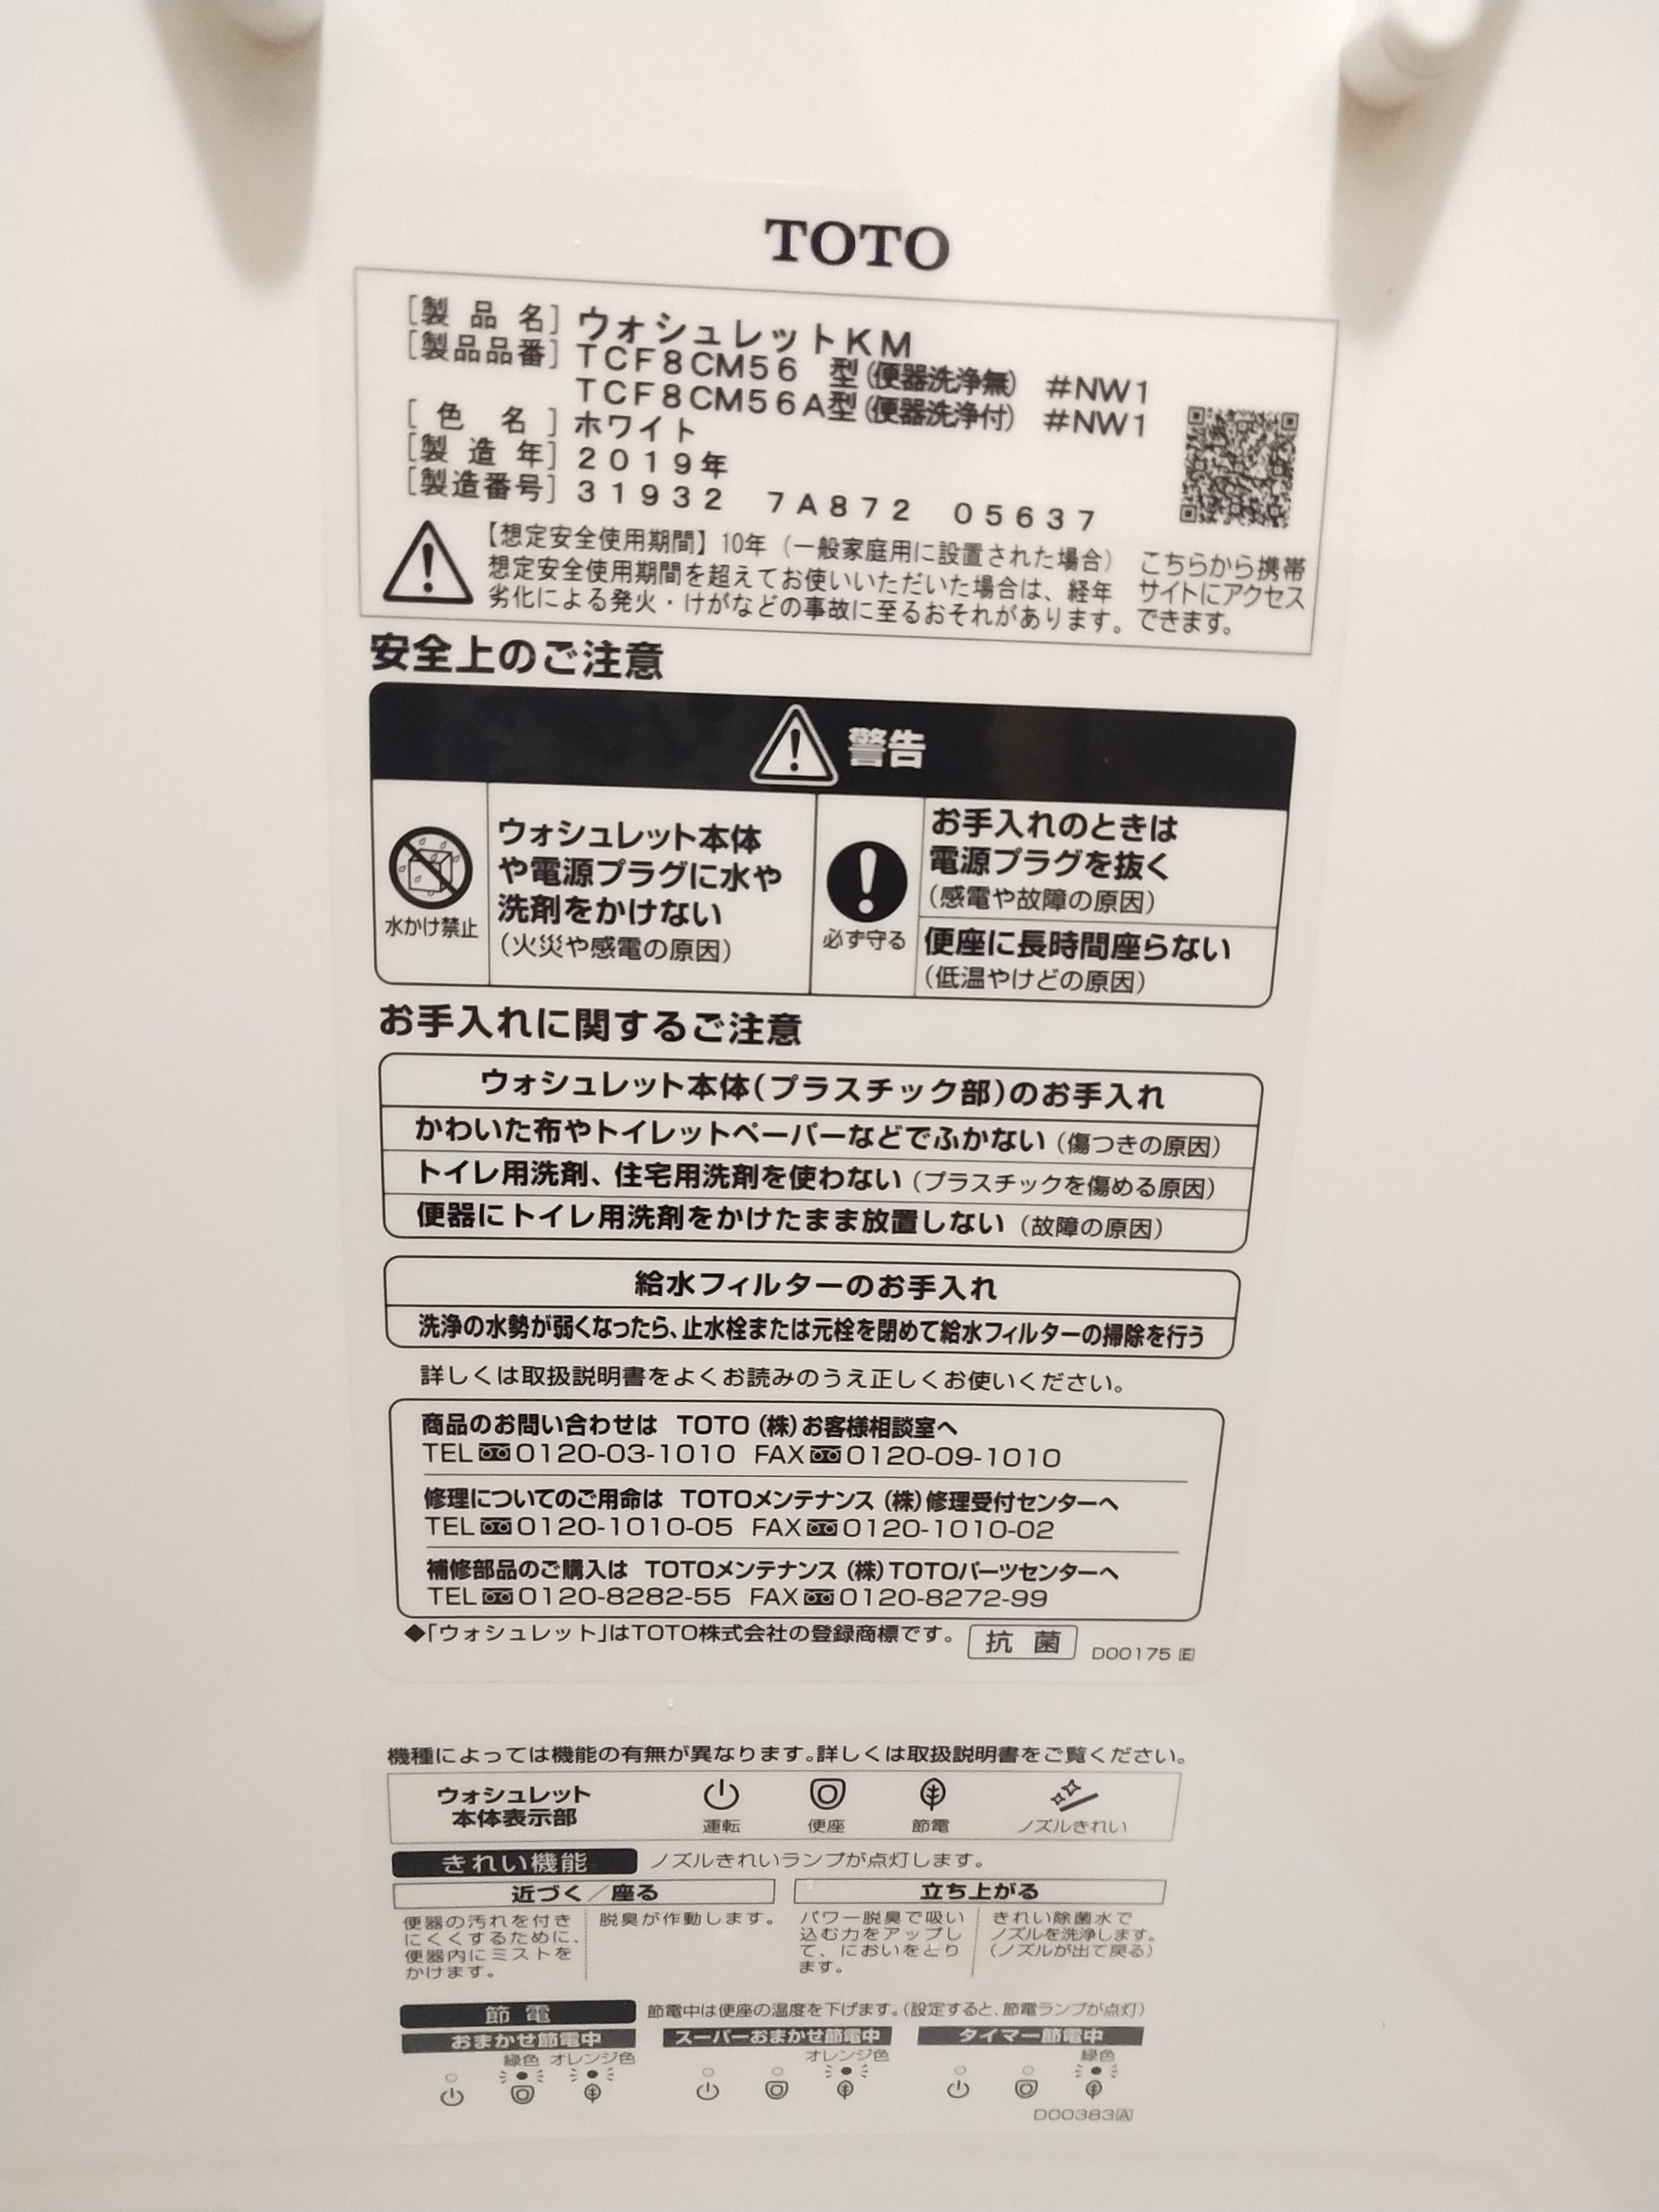 TOTO
[製品名] ウォシュレットKM
[製品品番] TCF8CM56 型(便器洗浄無) #NW1
TCF8CM56A型(便器洗浄付) #NW1
[色名] ホワイト
[製造年] 2019年
[製造番号] 31932 7A872 05637
【想定安全使用期間】10年(一般家庭用に設置された場合)
想定安全使用期間を超えてお使いいただいた場合は、経年
劣化による発火・けがなどの事故に至るおそれがあります。
こちらから携帯
サイトにアクセス
できます。
安全上のご注意
警告
水かけ禁止
ウォシュレット本体
や電源プラグに水や
洗剤をかけない
(火災や感電の原因)
必ず守る
お手入れのときは
電源プラグを抜く
(感電や故障の原因)
便座に長時間座らない
(低温やけどの原因)
お手入れに関するご注意
ウォシュレット本体(プラスチック部)のお手入れ
かわいた布やトイレットペーパーなどでふかない(傷つきの原因)
トイレ用洗剤、住宅用洗剤を使わない(プラスチックを傷める原因)
便器にトイレ用洗剤をかけたまま放置しない(故障の原因)
給水フィルターのお手入れ
洗浄の水勢が弱くなったら、止水栓または元栓を閉めて給水フィルターの掃除を行う
詳しくは取扱説明書をよくお読みのうえ正しくお使いください。
商品のお問い合わせは TOTO(株)お客様相談室へ
TEL 0120-03-1010 FAX 0120-09-1010
修理についてのご用命は TOTOメンテナンス(株)修理受付センターへ
TEL 0120-1010-05 FAX 0120-1010-02
補修部品のご購入は TOTOメンテナンス(株)TOTOパーツセンターへ
TEL 0120-8282-55 FAX 0120-8272-99
◆「ウォシュレット」はTOTO株式会社の登録商標です。 抗菌 D00175 E
機種によっては機能の有無が異なります。詳しくは取扱説明書をご覧ください。
ウォシュレット
本体表示部
運転 便座 節電 ノズルきれい
きれい機能 ノズルきれいランプが点灯します。
近づく/座る
便器の汚れを付き
にくくするために、
便器内にミストを
かけます。
脱臭が作動します。
立ち上がる
パワー脱臭で吸い
込む力をアップし
て、においをとり
ます。
きれい除菌水で
ノズルを洗浄します。
(ノズルが出て戻る)
節電 節電中は便座の温度を下げます。(設定すると、節電ランプが点灯)
おまかせ節電中 スーパーおまかせ節電中 タイマー節電中
緑色 オレンジ色 オレンジ色 緑色
D00383A